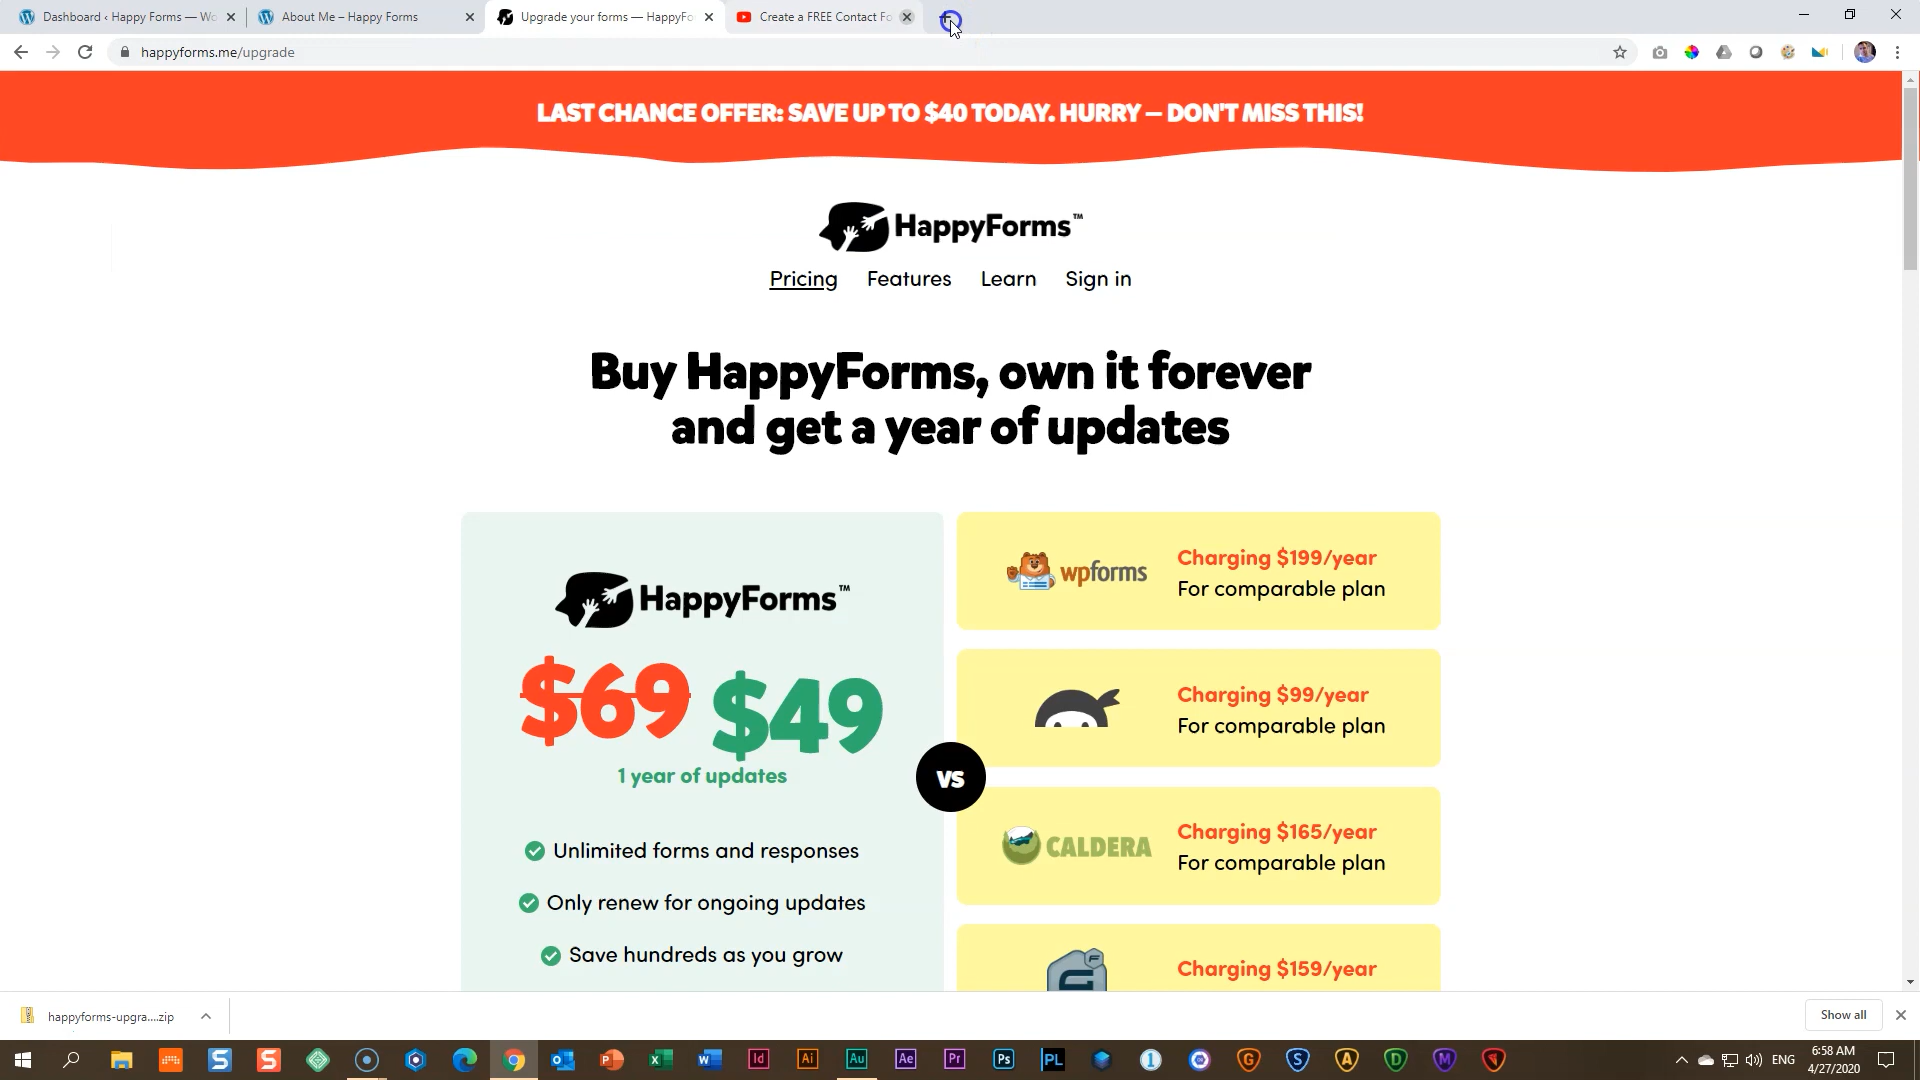 Dashboard ‹ Happy Forms — Wo
About Me – Happy Forms
Upgrade your forms — HappyFo
Create a FREE Contact Fo
happyforms.me/upgrade
LAST CHANCE OFFER: SAVE UP TO $40 TODAY. HURRY – DON'T MISS THIS!
HappyForms™
Pricing Features Learn Sign in
Buy HappyForms, own it forever
and get a year of updates
HappyForms™
$69 $49
1 year of updates
Unlimited forms and responses
Only renew for ongoing updates
Save hundreds as you grow
VS
wpforms
Charging $199/year
For comparable plan
Charging $99/year
For comparable plan
CALDERA
Charging $165/year
For comparable plan
Charging $159/year
happyforms-upgra....zip
Show all
ENG
6:58 AM
4/27/2020